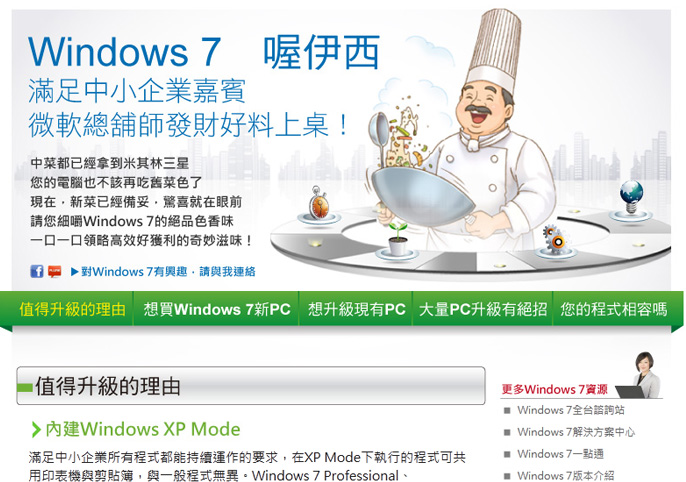 Windows 7 喔伊西
滿足中小企業嘉賓
微軟總舖師發財好料上桌！
中菜都已經拿到米其林三星
您的電腦也不該再吃舊菜色了
現在，新菜已經備妥，驚喜就在眼前
請您細嚼Windows 7的絕品色香味
一口一口領略高效好獲利的奇妙滋味！
▶對Windows 7有興趣，請與我連絡
值得升級的理由 想買Windows 7新PC 想升級現有PC 大量PC升級有絕招 您的程式相容嗎
值得升級的理由
內建Windows XP Mode
滿足中小企業所有程式都能持續運作的要求，在XP Mode下執行的程式可共
用印表機與剪貼簿，與一般程式無異。Windows 7 Professional、
更多Windows 7資源
Windows 7全台諮詢站
Windows 7解決方案中心
Windows 7一點通
Windows 7版本介紹